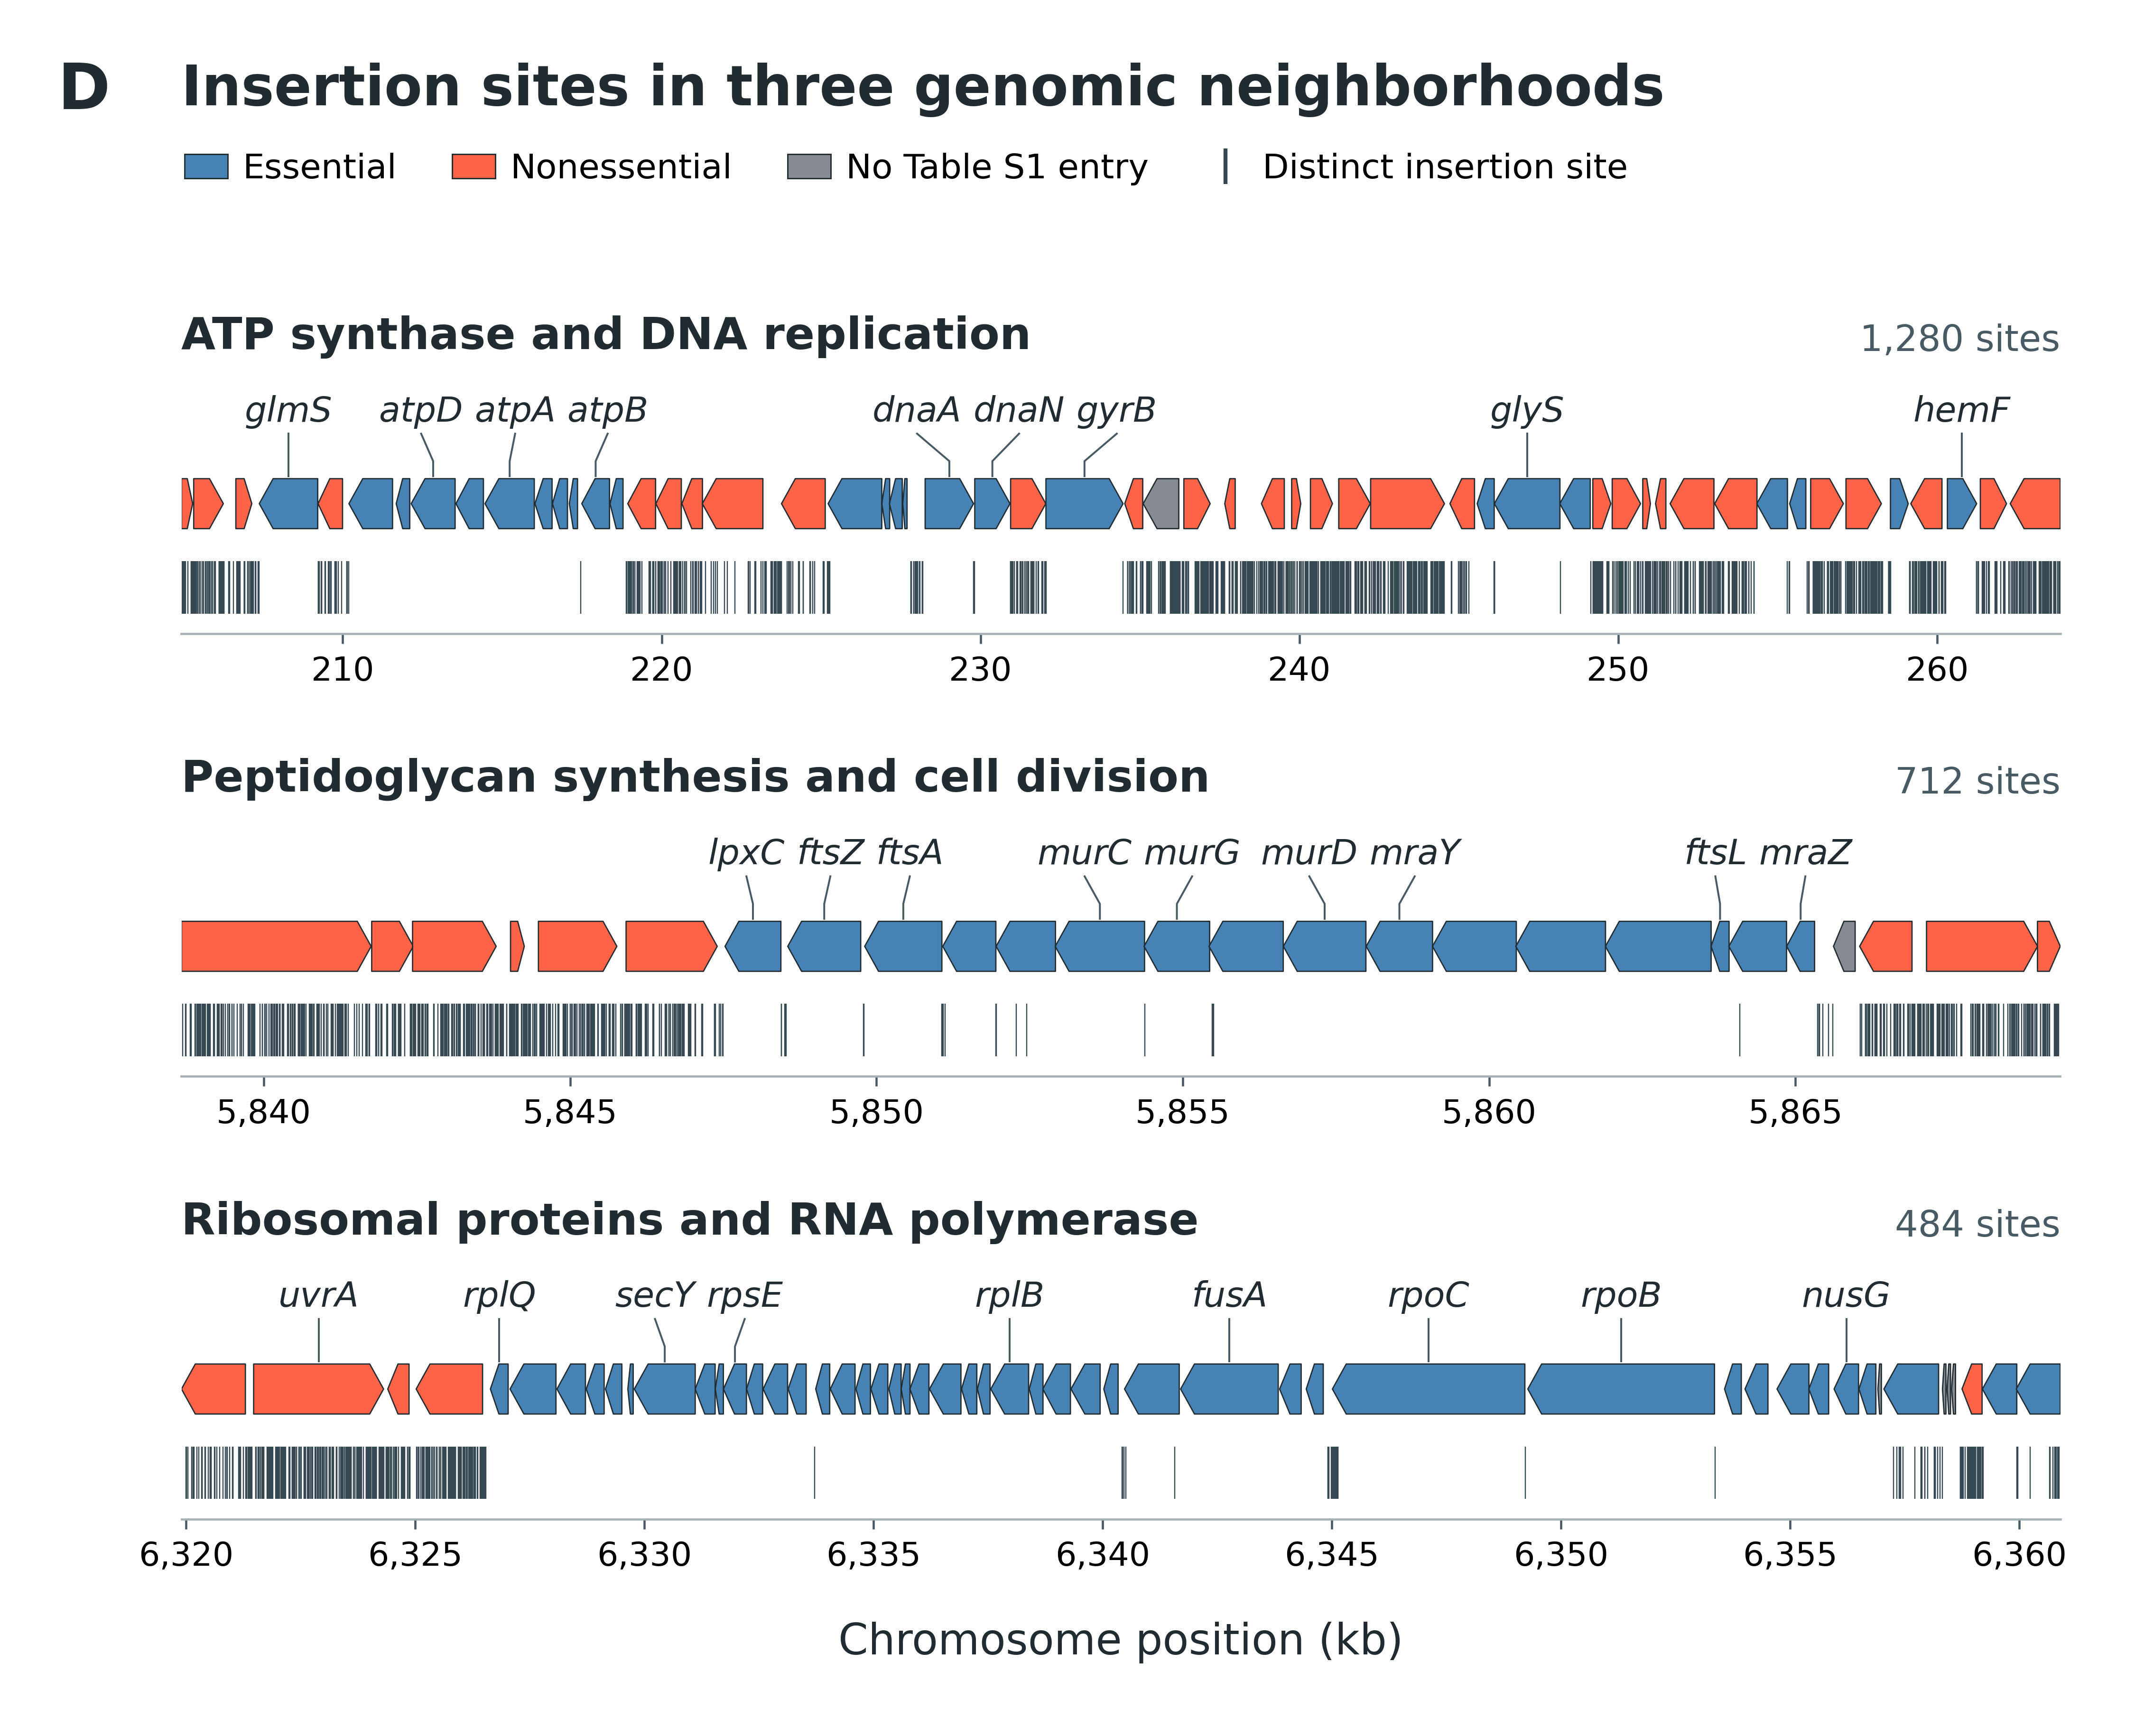 D Insertion sites in three genomic neighborhoods
Essential Nonessential No Table S1 entry Distinct insertion site
ATP synthase and DNA replication 1,280 sites
glmS atpD atpA atpB dnaA dnaN gyrB glyS hemF
210 220 230 240 250 260
Peptidoglycan synthesis and cell division 712 sites
lpxC ftsZ ftsA murC murG murD mraY ftsL mraZ
5,840 5,845 5,850 5,855 5,860 5,865
Ribosomal proteins and RNA polymerase 484 sites
uvrA rplQ secY rpsE rplB fusA rpoC rpoB nusG
6,320 6,325 6,330 6,335 6,340 6,345 6,350 6,355 6,360
Chromosome position (kb)